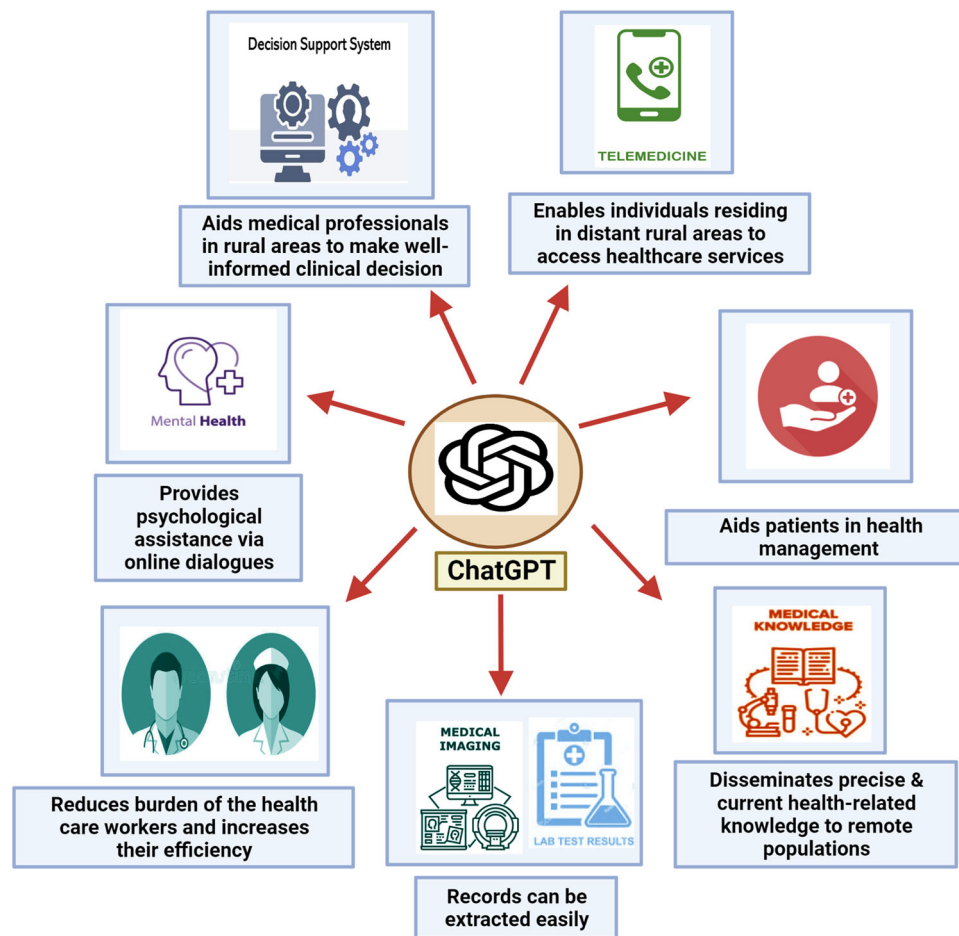 Decision Support System
Aids medical professionals
in rural areas to make well-
informed clinical decision
TELEMEDICINE
Enables individuals residing
in distant rural areas to
access healthcare services
Mental Health
Provides
psychological
assistance via
online dialogues
ChatGPT
Aids patients in health
management
Reduces burden of the health
care workers and increases
their efficiency
MEDICAL
IMAGING
LAB TEST RESULTS
Records can be
extracted easily
MEDICAL
KNOWLEDGE
Disseminates precise &
current health-related
knowledge to remote
populations